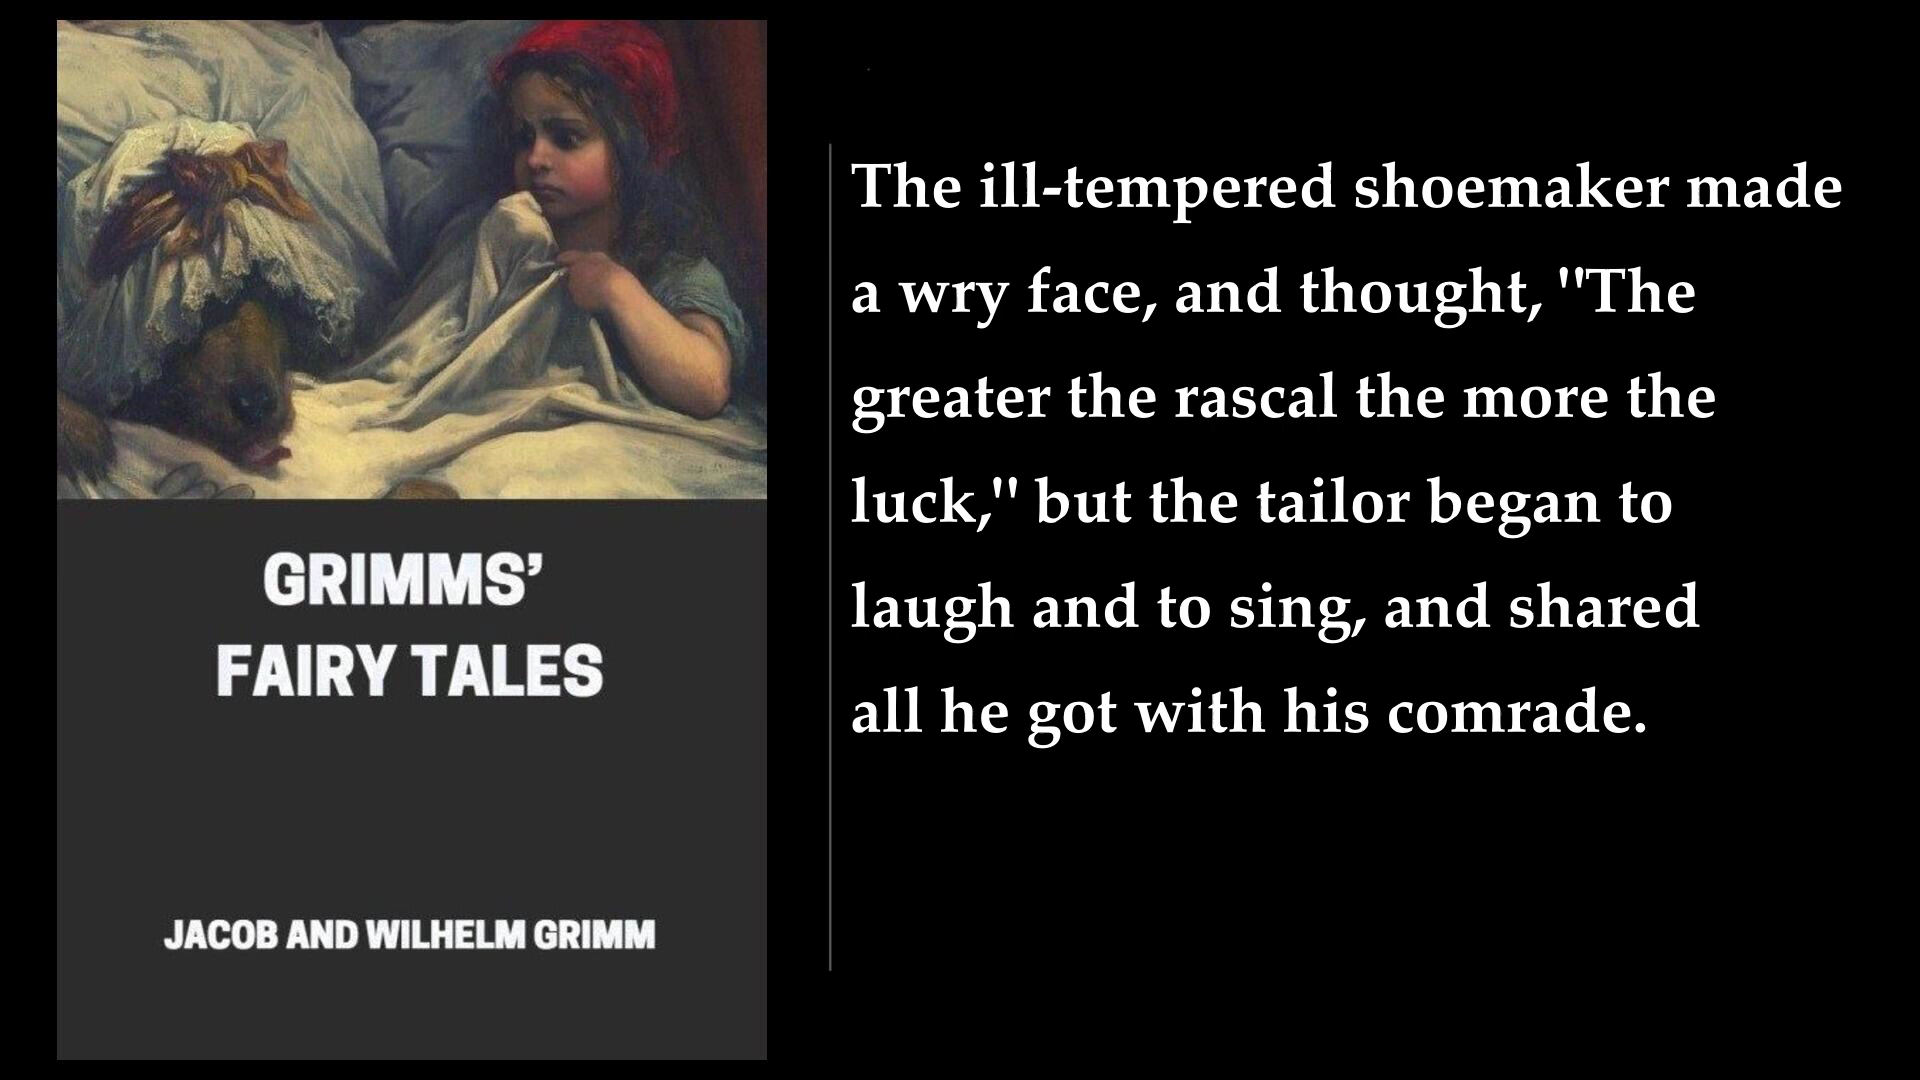 GRIMMS’
FAIRY TALES
JACOB AND WILHELM GRIMM
The ill-tempered shoemaker made
a wry face, and thought, "The
greater the rascal the more the
luck," but the tailor began to
laugh and to sing, and shared
all he got with his comrade.